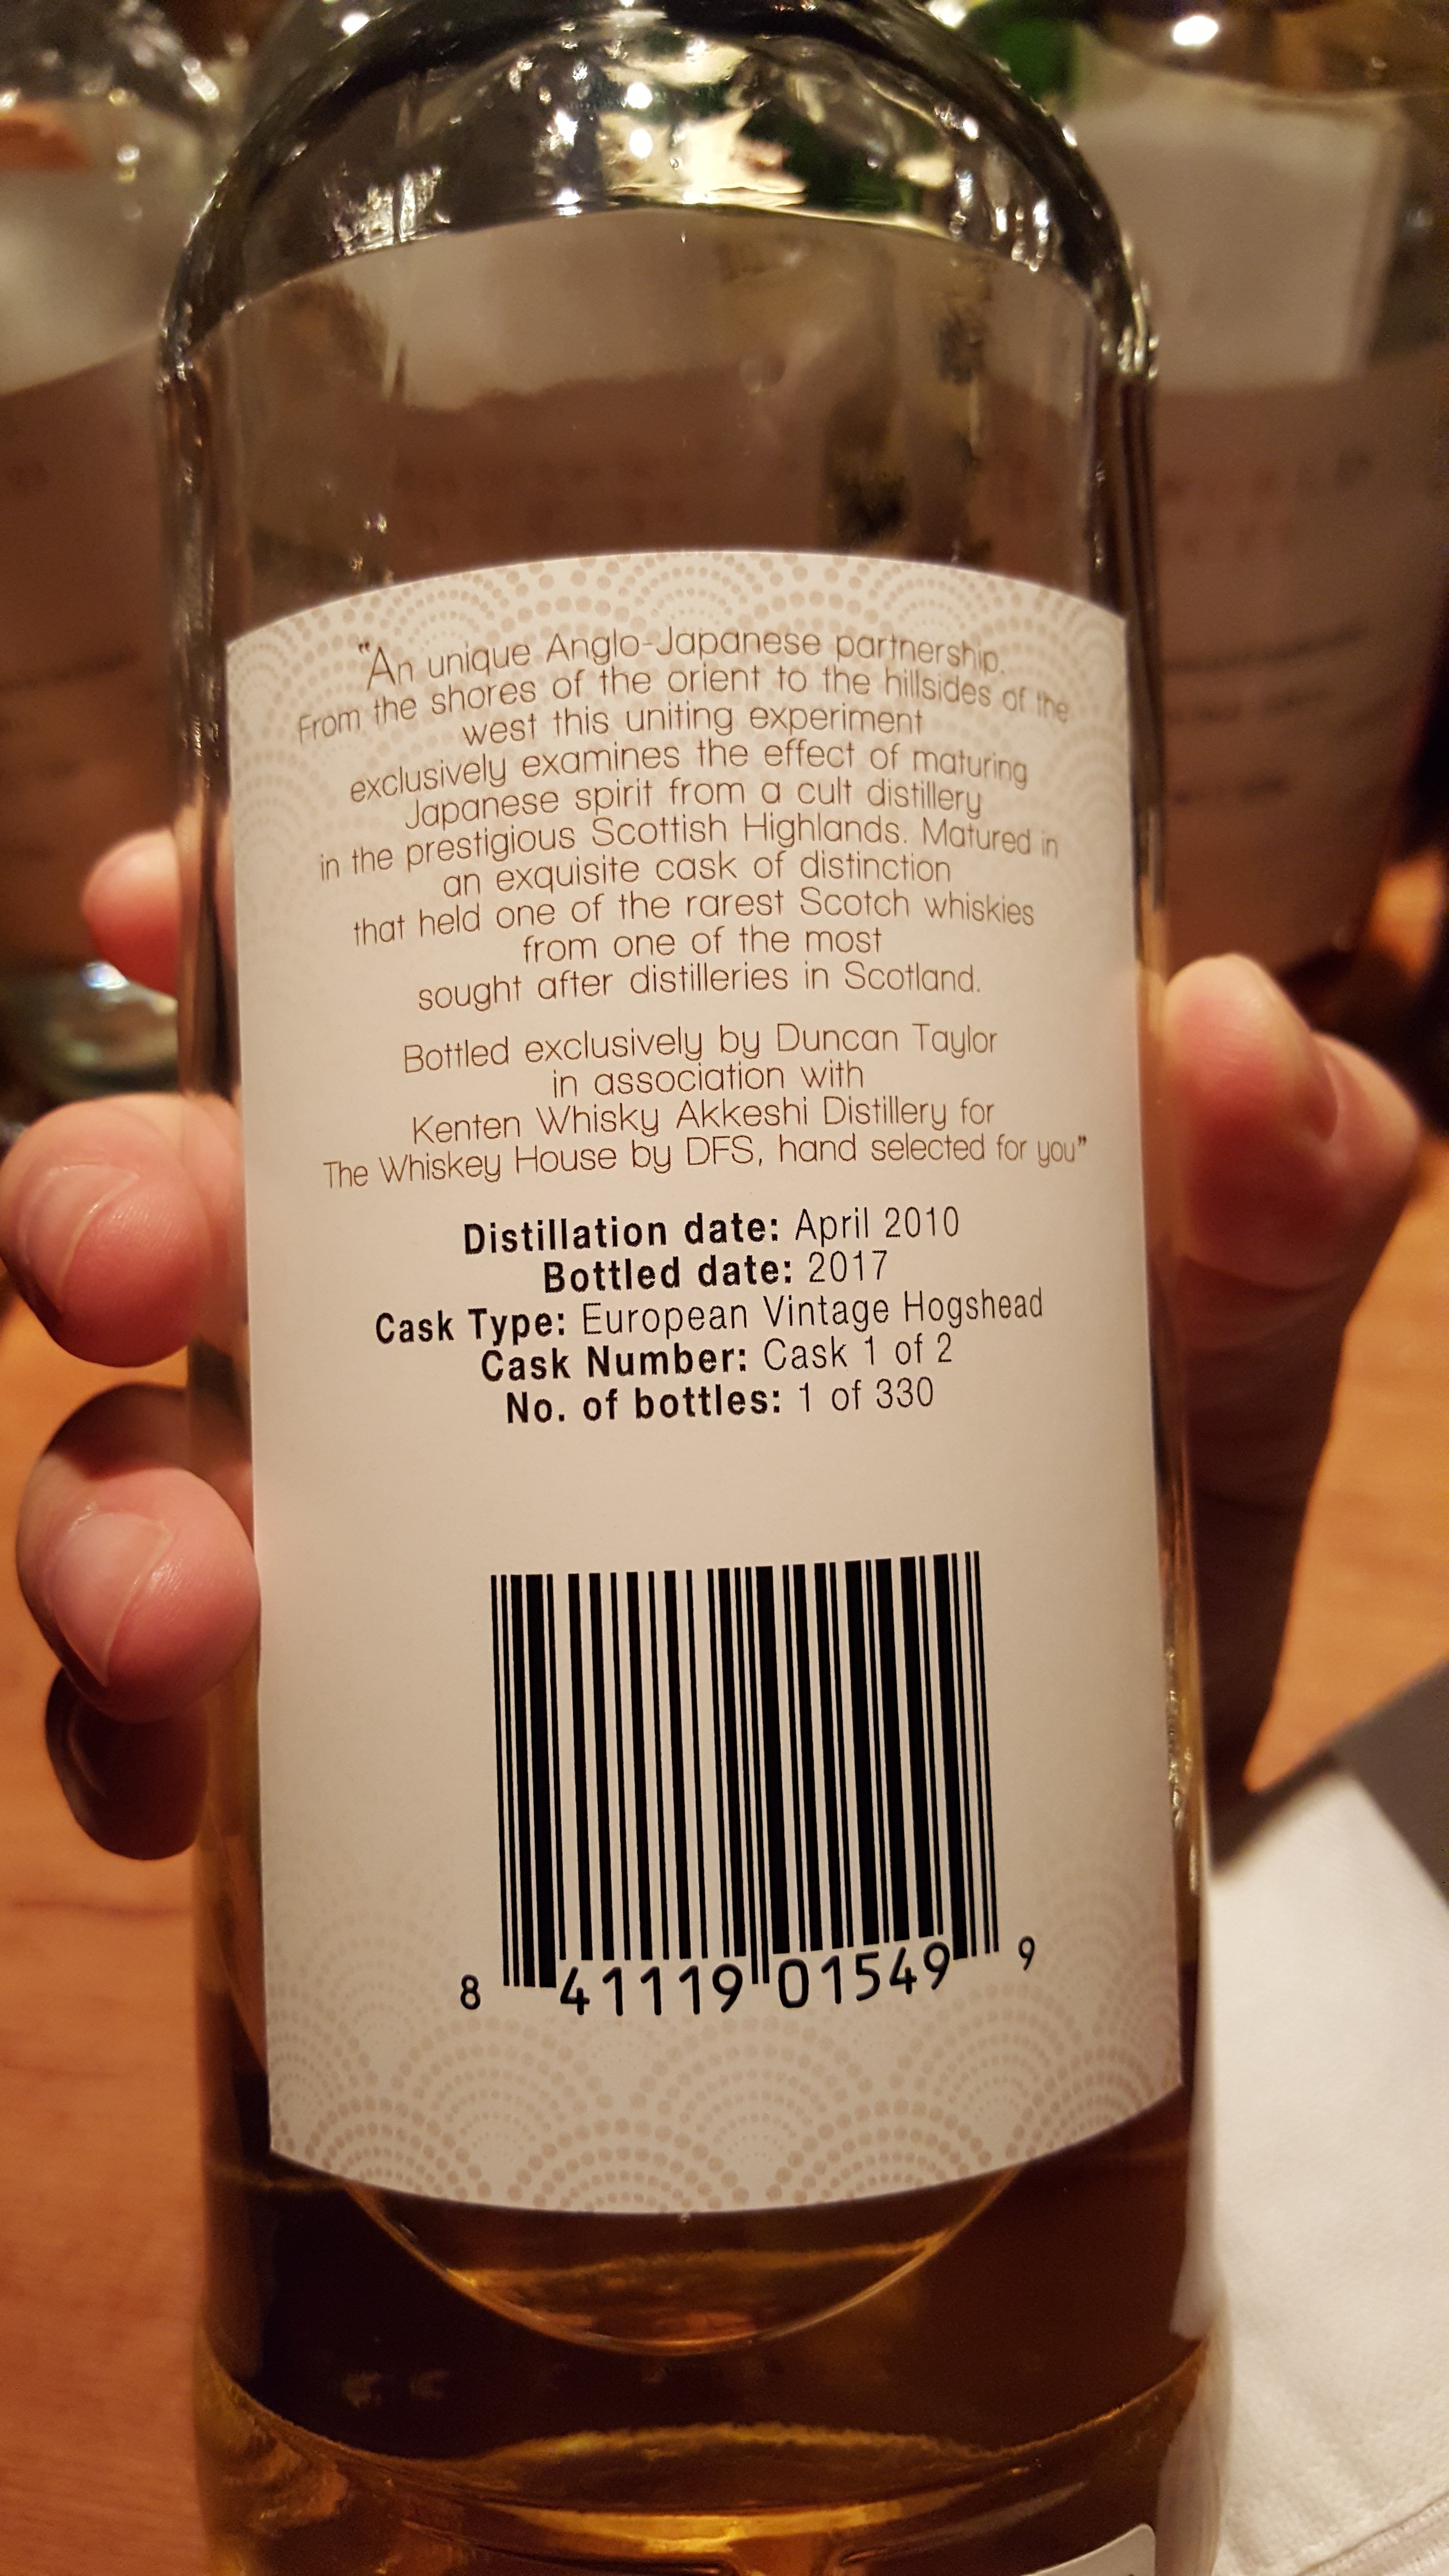 "An unique Anglo-Japanese partnership.
From the shores of the orient to the hillsides of the
west this uniting experiment
exclusively examines the effect of maturing
Japanese spirit from a cult distillery
in the prestigious Scottish Highlands. Matured in
an exquisite cask of distinction
that held one of the rarest Scotch whiskies
from one of the most
sought after distilleries in Scotland.
Bottled exclusively by Duncan Taylor
in association with
Kenten Whisky Akkeshi Distillery for
The Whiskey House by DFS, hand selected for you"
Distillation date: April 2010
Bottled date: 2017
Cask Type: European Vintage Hogshead
Cask Number: Cask 1 of 2
No. of bottles: 1 of 330
8 41119 01549 9